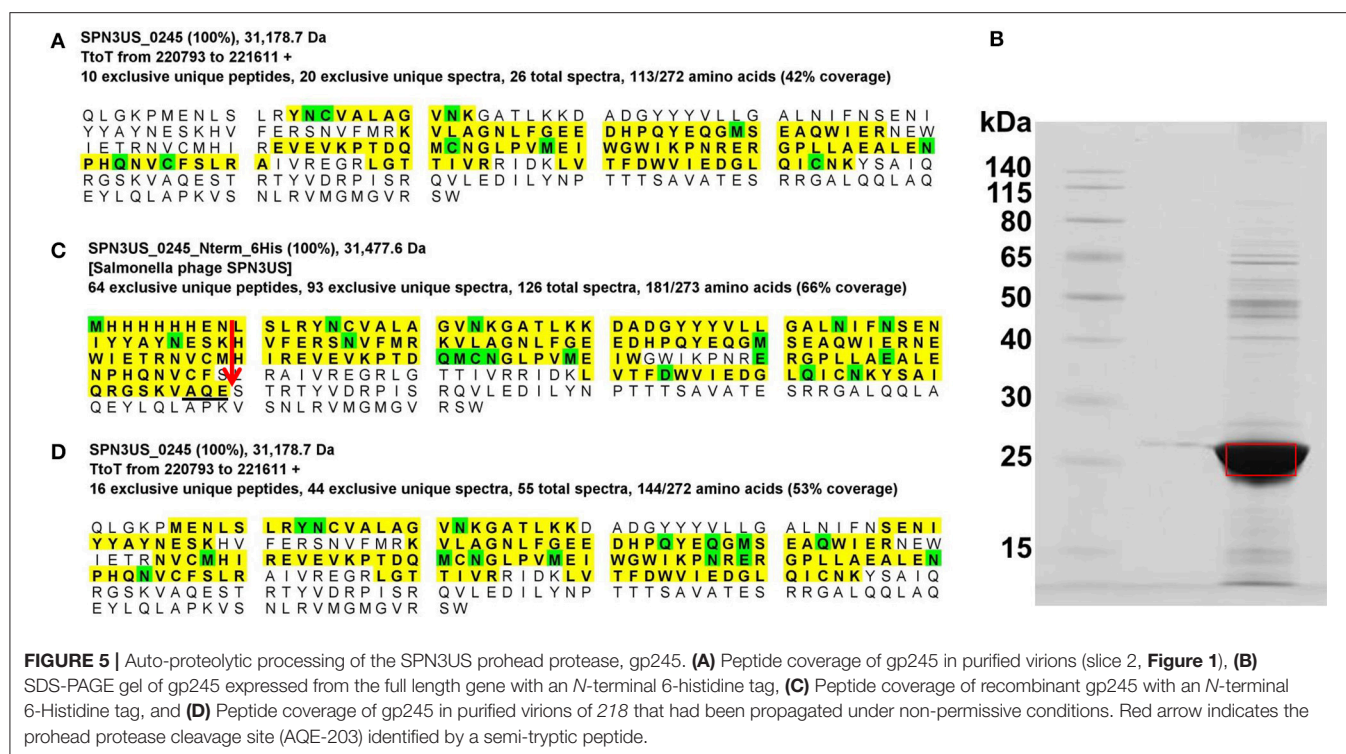 A
SPN3US_0245 (100%), 31,178.7 Da
TtoT from 220793 to 221611 +
10 exclusive unique peptides, 20 exclusive unique spectra, 26 total spectra, 113/272 amino acids (42% coverage)
QLGKPMENLS LRYNCVALAG VNKGATLKKD ADGYYYVLLG ALNIFNSENI
YYAYNESKHV FERSNVFMRK VLAGNLFGEE DHPQYEQGMS EAQWIERNEW
IETRNVCMHI REVEVKPTDQ MCNGLPVMEI WGWIKPNRER GPLLAEALEN
PHQNVCFSLR AIVREGRLGT TIVRRIDKLV TFDWVIEDGL QICNKYSAIQ
RGSKVAQEST RTYVDRPISR QVLEDILYNP TTTSAVATES RRGALQQLAQ
EYLQLAPKVS NLRVMGMGVR SW
B
kDa
140
115
80
65
50
40
30
25
15
C
SPN3US_0245_Nterm_6His (100%), 31,477.6 Da
[Salmonella phage SPN3US]
64 exclusive unique peptides, 93 exclusive unique spectra, 126 total spectra, 181/273 amino acids (66% coverage)
MHHHHHHENL SLRYNCVALA GVNKGATLKK DADGYYYVLL GALNIFNSEN
IYYAYNESKH VFERSNVFMR KVLAGNLFGE EDHPQYEQGM SEAQWIERNE
WIETRNVCMH IREVEVKPTD QMCNGLPVME IWGWIKPNRE RGPLLAEALE
NPHQNVCFSL RAIVREGRLG TTIVRRIDKL VTFDWVIEDG LQICNKYSAI
QRGSKVAQES TRTYVDRPIS RQVLEDILYN PTTTSAVATE SRRGALQQLA
QEYLQLAPKV SNLRVMGMGV RSW
D
SPN3US_0245 (100%), 31,178.7 Da
TtoT from 220793 to 221611 +
16 exclusive unique peptides, 44 exclusive unique spectra, 55 total spectra, 144/272 amino acids (53% coverage)
QLGKPMENLS LRYNCVALAG VNKGATLKKD ADGYYYVLLG ALNIFNSENI
YYAYNESKHV FERSNVFMRK VLAGNLFGEE DHPQYEQGMS EAQWIERNEW
IETRNVCMHI REVEVKPTDQ MCNGLPVMEI WGWIKPNRER GPLLAEALEN
PHQNVCFSLR AIVREGRLGT TIVRRIDKLV TFDWVIEDGL QICNKYSAIQ
RGSKVAQEST RTYVDRPISR QVLEDILYNP TTTSAVATES RRGALQQLAQ
EYLQLAPKVS NLRVMGMGVR SW
FIGURE 5 | Auto-proteolytic processing of the SPN3US prohead protease, gp245. (A) Peptide coverage of gp245 in purified virions (slice 2, Figure 1), (B)
SDS-PAGE gel of gp245 expressed from the full length gene with an N-terminal 6-histidine tag, (C) Peptide coverage of recombinant gp245 with an N-terminal
6-Histidine tag, and (D) Peptide coverage of gp245 in purified virions of 218 that had been propagated under non-permissive conditions. Red arrow indicates the
prohead protease cleavage site (AQE-203) identified by a semi-tryptic peptide.